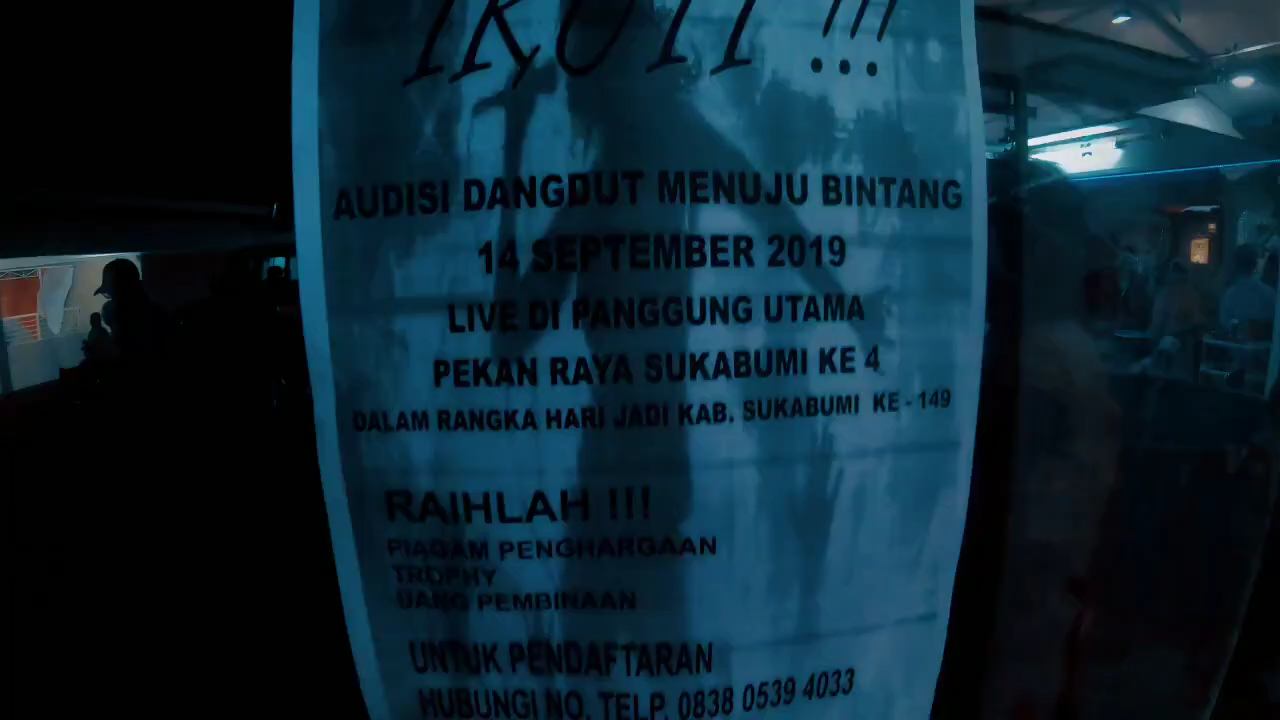 IKUTI !!!
AUDISI DANGDUT MENUJU BINTANG
14 SEPTEMBER 2019
LIVE DI PANGGUNG UTAMA
PEKAN RAYA SUKABUMI KE 4
DALAM RANGKA HARI JADI KAB. SUKABUMI KE - 149
RAIHLAH !!!
PIAGAM PENGHARGAAN
TROPHY
UANG PEMBINAAN
UNTUK PENDAFTARAN
HUBUNGI NO. TELP. 0838 0539 4033